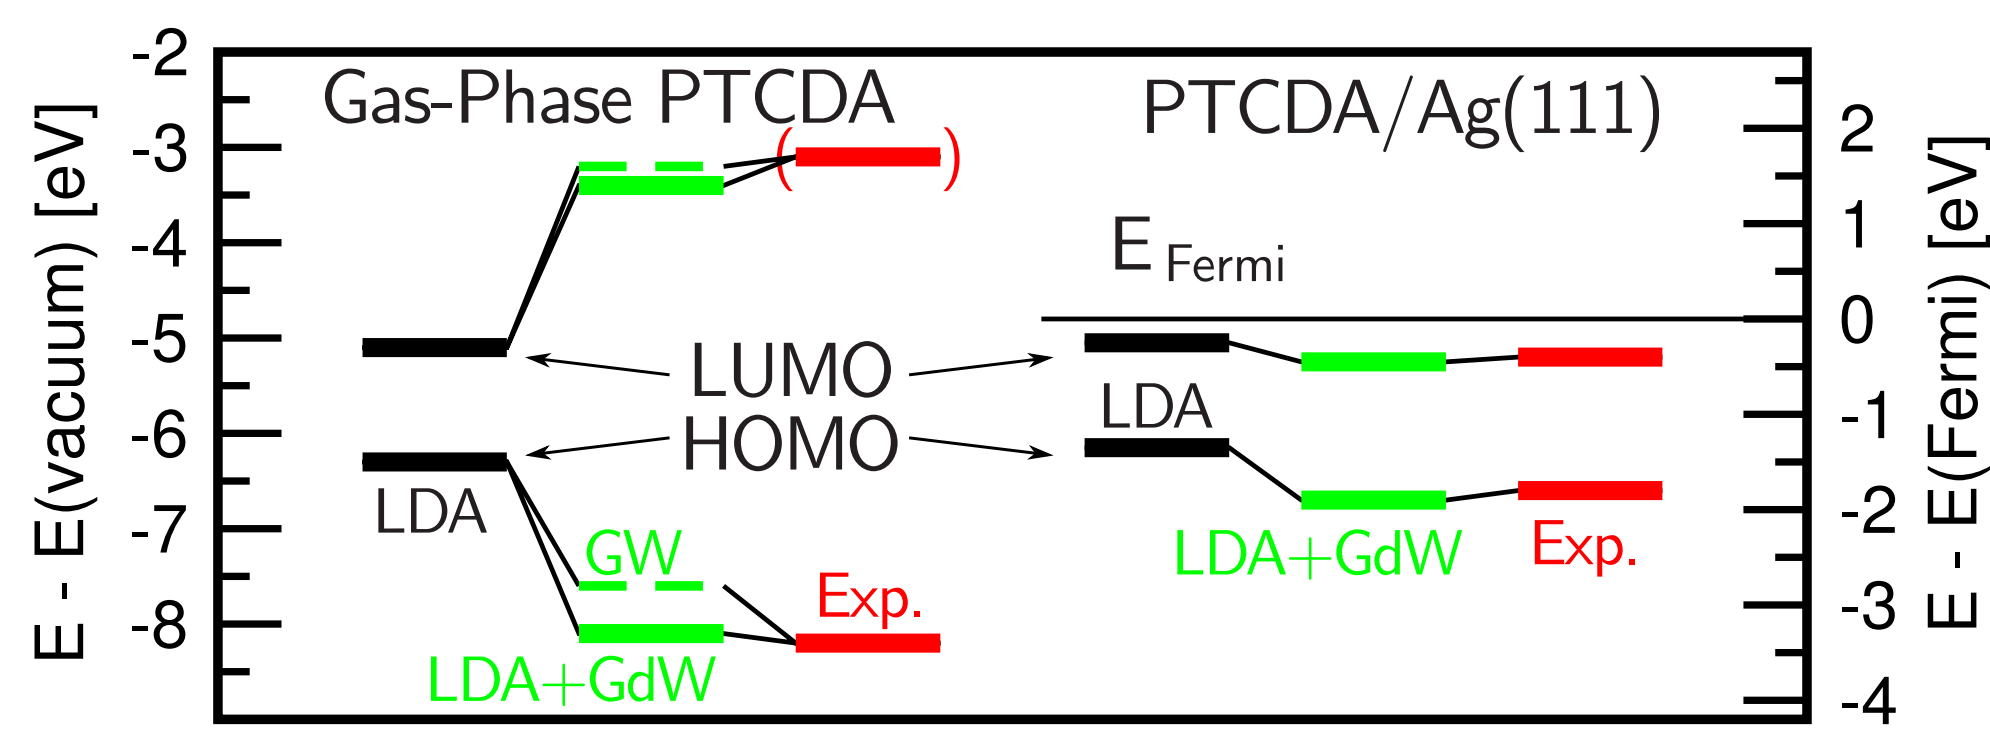 Gas-Phase PTCDA
PTCDA/Ag(111)
E - E(vacuum) [eV]
-2
-3
-4
-5
-6
-7
-8
( )
E Fermi
LUMO
HOMO
LDA
GW
LDA+GdW
Exp.
LDA
LDA+GdW
Exp.
2
1
0
-1
-2
-3
-4
E - E(Fermi) [eV]